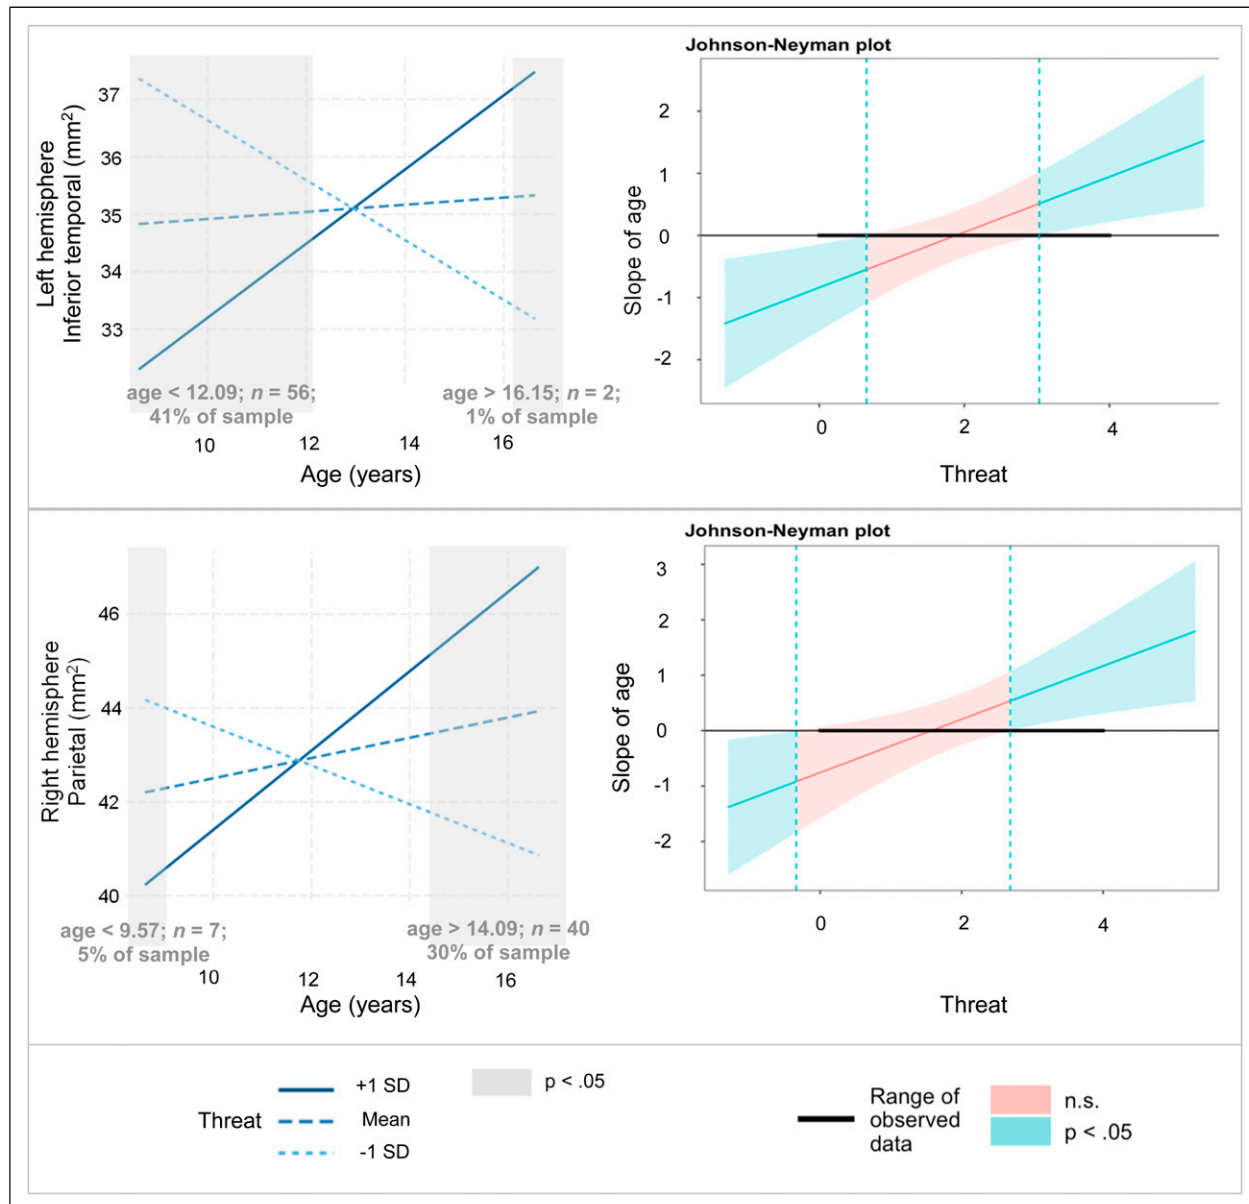 Left hemisphere
Inferior temporal (mm²)
37
36
35
34
33
age < 12.09; n = 56;
41% of sample
age > 16.15; n = 2;
1% of sample
10
12
14
16
Age (years)
Johnson-Neyman plot
Slope of age
2
1
0
-1
-2
0
2
4
Threat
Right hemisphere
Parietal (mm²)
46
44
42
40
age < 9.57; n = 7;
5% of sample
age > 14.09; n = 40
30% of sample
10
12
14
16
Age (years)
Johnson-Neyman plot
Slope of age
3
2
1
0
-1
-2
0
2
4
Threat
Threat
+1 SD
Mean
-1 SD
p < .05
Range of
observed
data
n.s.
p < .05